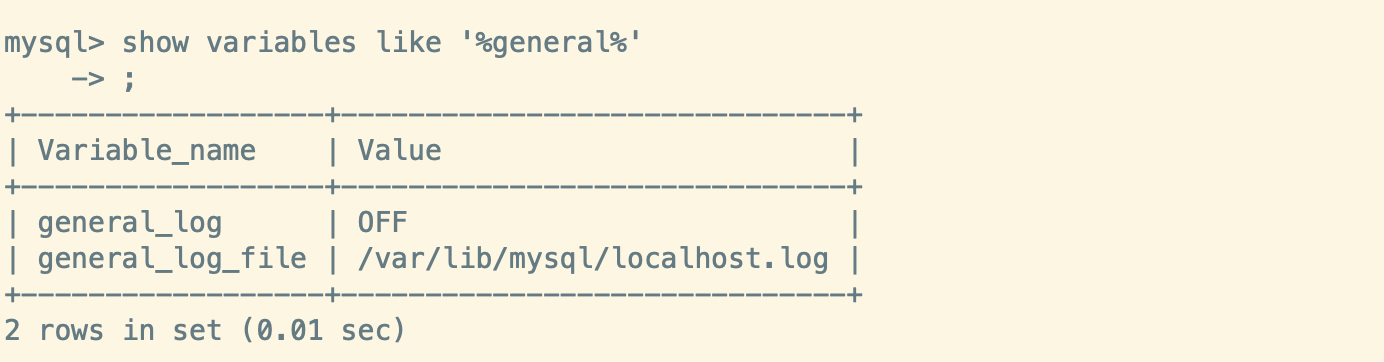 mysql> show variables like '%general%'
    -> ;
+------------------+-------------------------------+
| Variable_name    | Value                         |
+------------------+-------------------------------+
| general_log      | OFF                           |
| general_log_file | /var/lib/mysql/localhost.log |
+------------------+-------------------------------+
2 rows in set (0.01 sec)